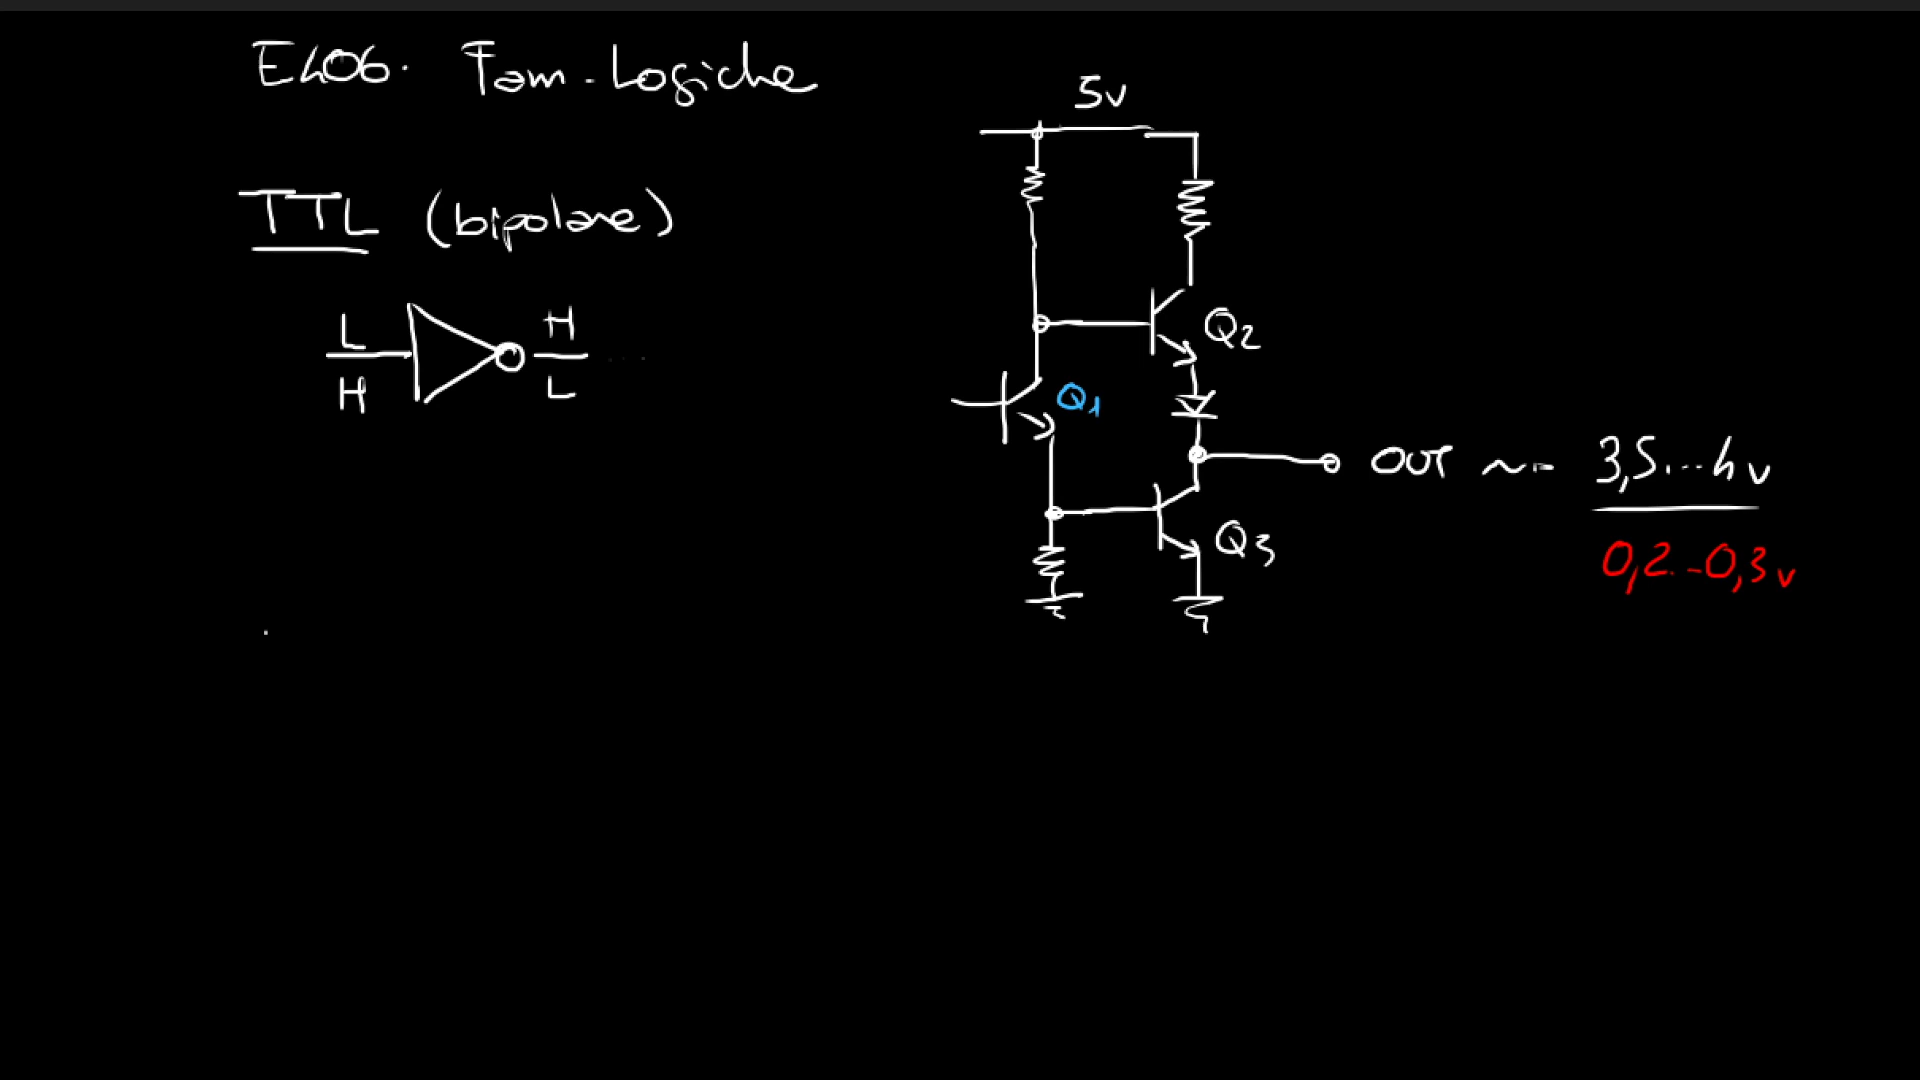 E406. Fam. Logiche
5v
TTL (bipolare)
L
H
H
L
Q2
Q1
OUT ~ 3,5...4v
Q3
0,2..0,3v